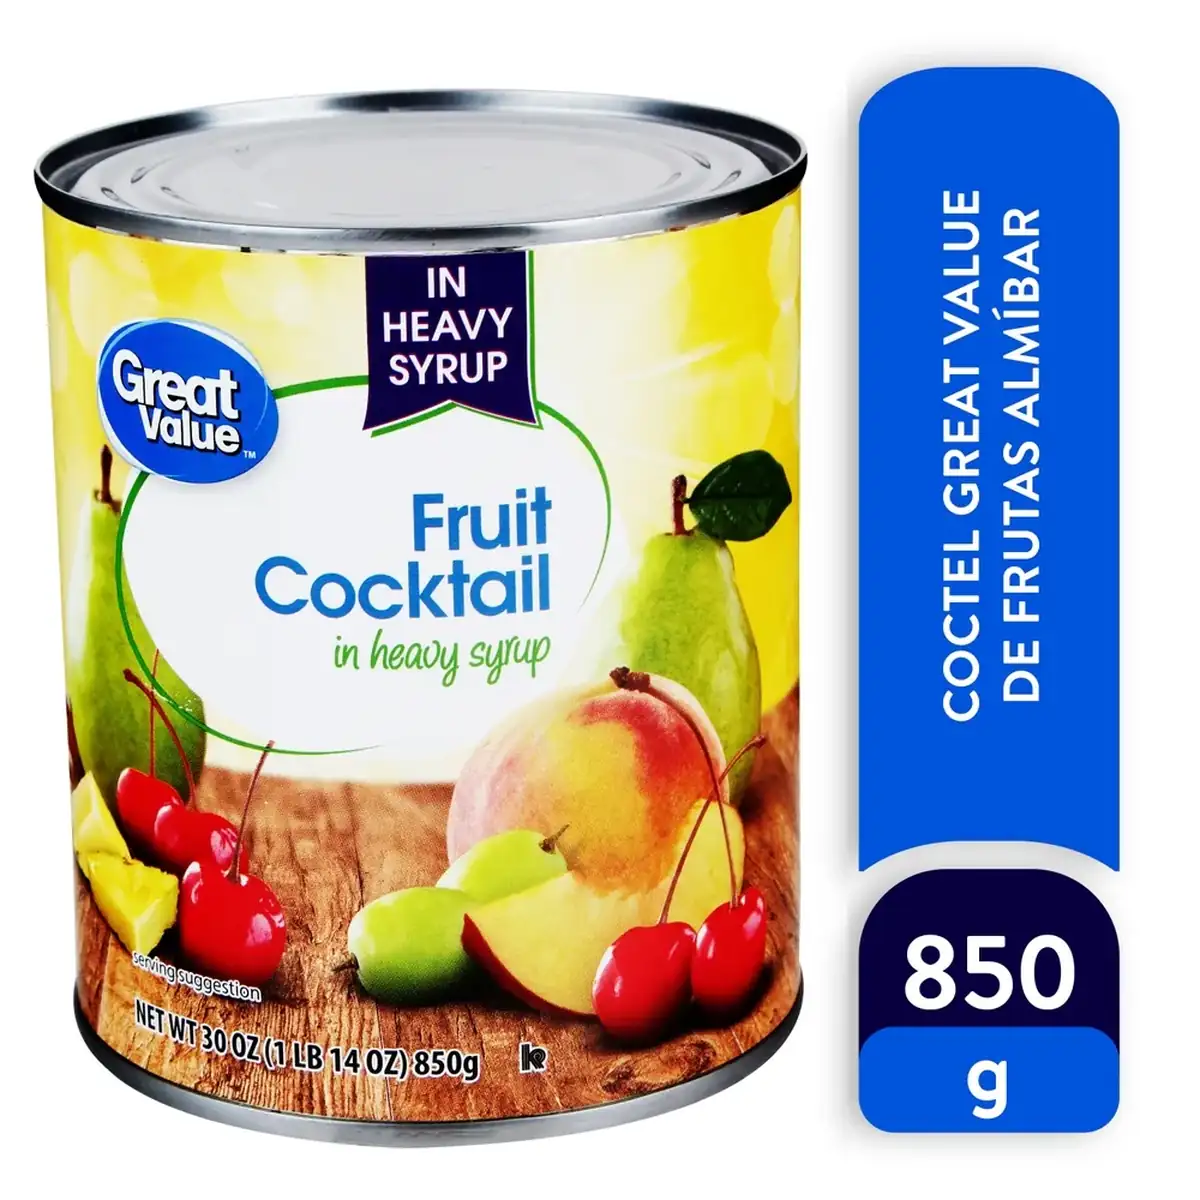 IN
HEAVY
SYRUP
Great
Value™
Fruit
Cocktail
in heavy syrup
serving suggestion
NET WT 30 OZ (1 LB 14 OZ) 850g
K
COCTEL GREAT VALUE
DE FRUTAS ALMÍBAR
850
g